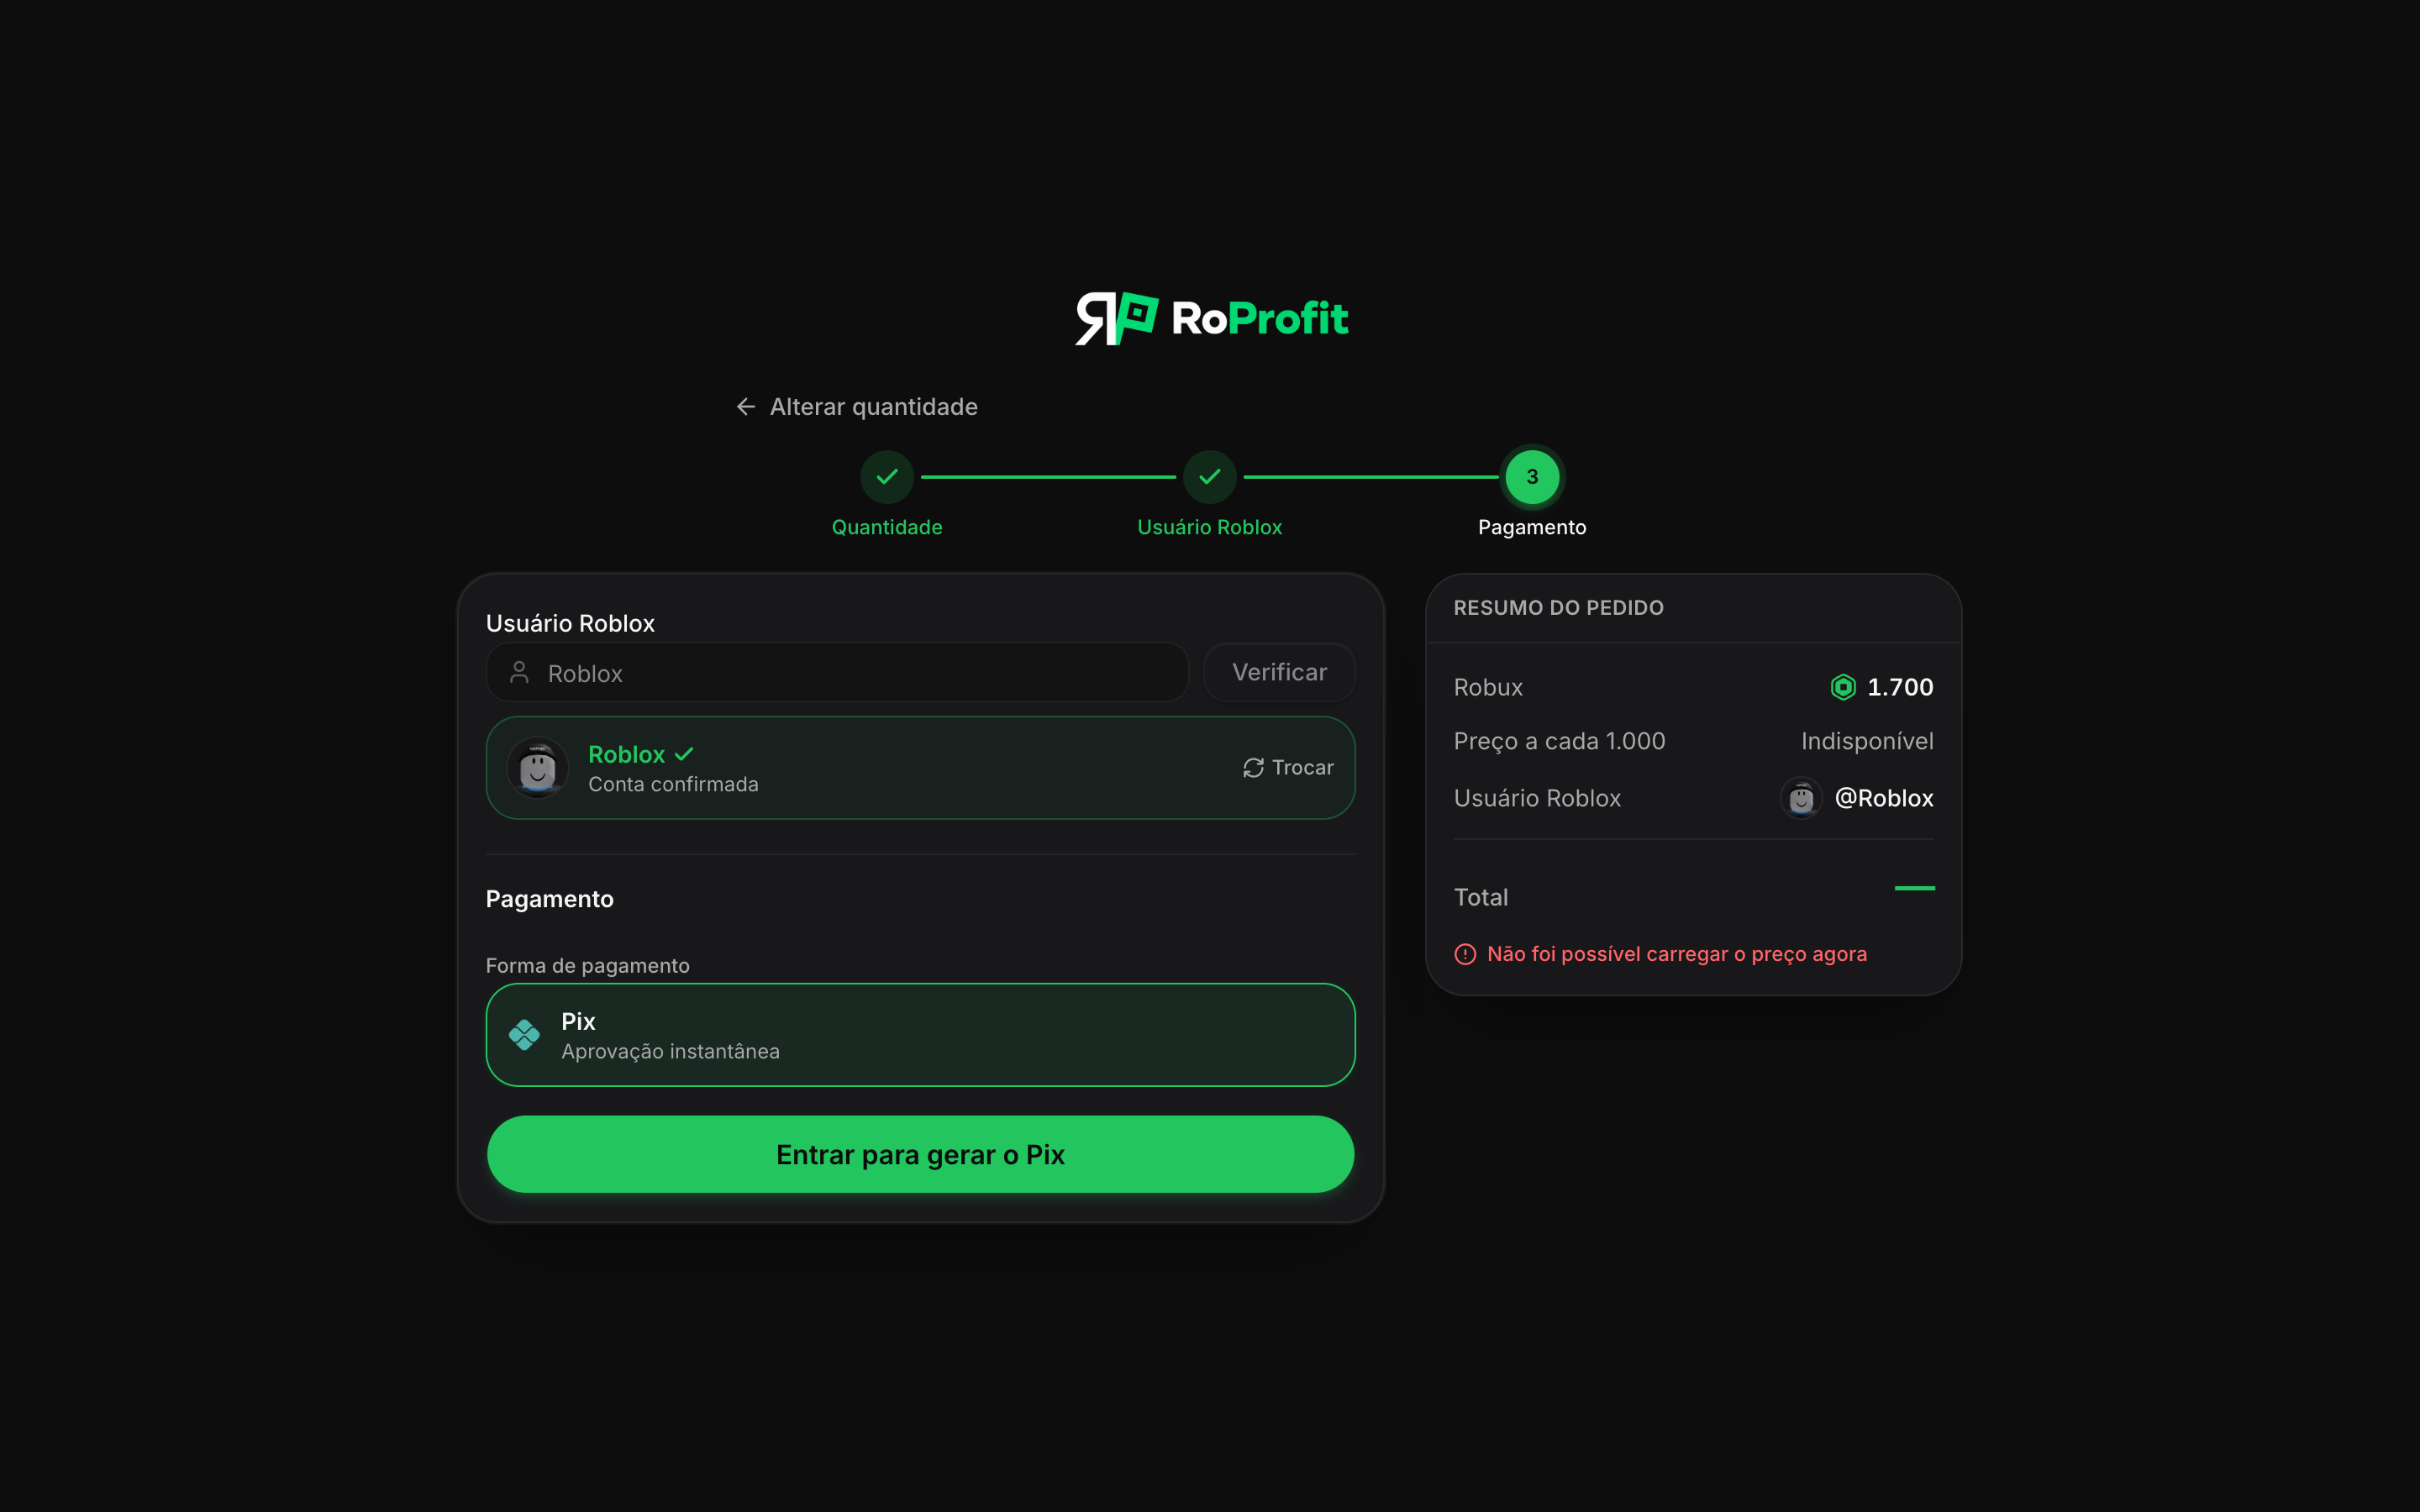 RoProfit
Alterar quantidade
3
Quantidade
Usuário Roblox
Pagamento
Usuário Roblox
Roblox
Verificar
Roblox
Conta confirmada
Trocar
Pagamento
Forma de pagamento
Pix
Aprovação instantânea
Entrar para gerar o Pix
RESUMO DO PEDIDO
Robux 1.700
Preço a cada 1.000 Indisponível
Usuário Roblox @Roblox
Total —
Não foi possível carregar o preço agora